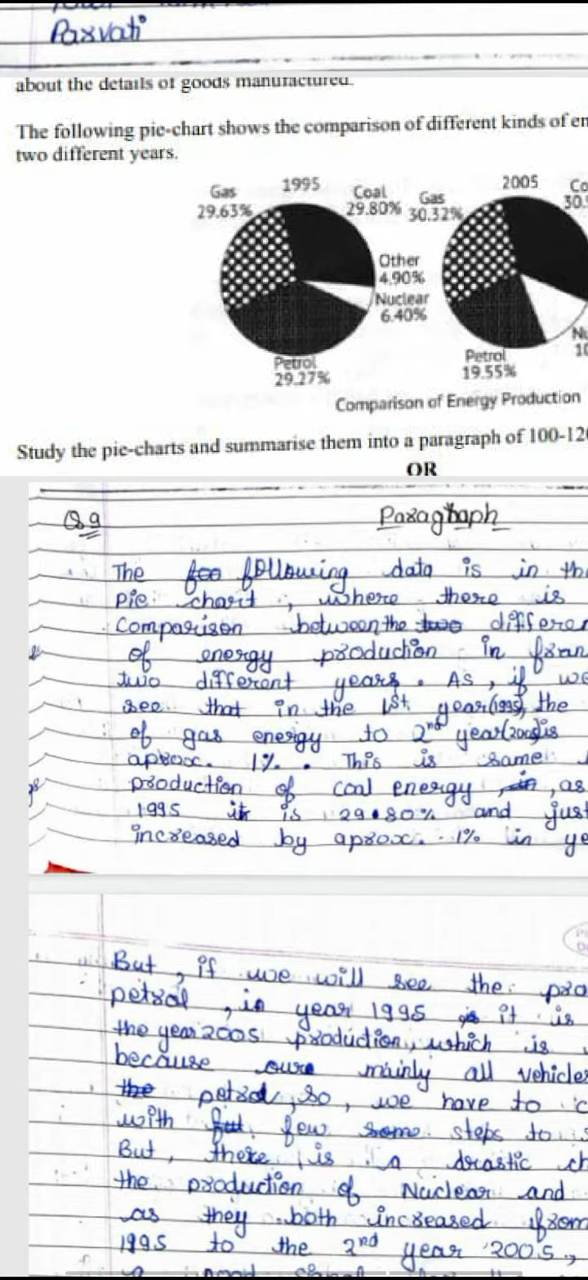 Parvati
about the details of goods manufactured.
The following pie-chart shows the comparison of different kinds of en
two different years.
1995
2005
Gas
29.63%
Coal
29.80%
Gas
30.32%
Co
30.
Other
4.90%
Nuclear
6.40%
Nu
10
Petrol
29.27%
Petrol
19.55%
Comparison of Energy Production
Study the pie-charts and summarise them into a paragraph of 100-12
OR
Q.9 Paragraph
The following data is in th
Pie chart, where there is
Comparison between the differen
of energy production in fran
two different years. As, if we
see that in the 1st year(1995), the
of gas energy to 2nd year(2005)is
aprox. 1%. This is same
production of coal energy, as
1995 it is 29.80% and just
increased by aprox. 1% in ye
But, if we will see the pro
petrol, in year 1995 it is
the year 2005 production, which is
because our mainly all vehicles
petrol, so, we have to c
with few some steps to
But, there is a drastic ch
the production of Nuclear and
as they both increased from
1995 to the 2nd year 2005,